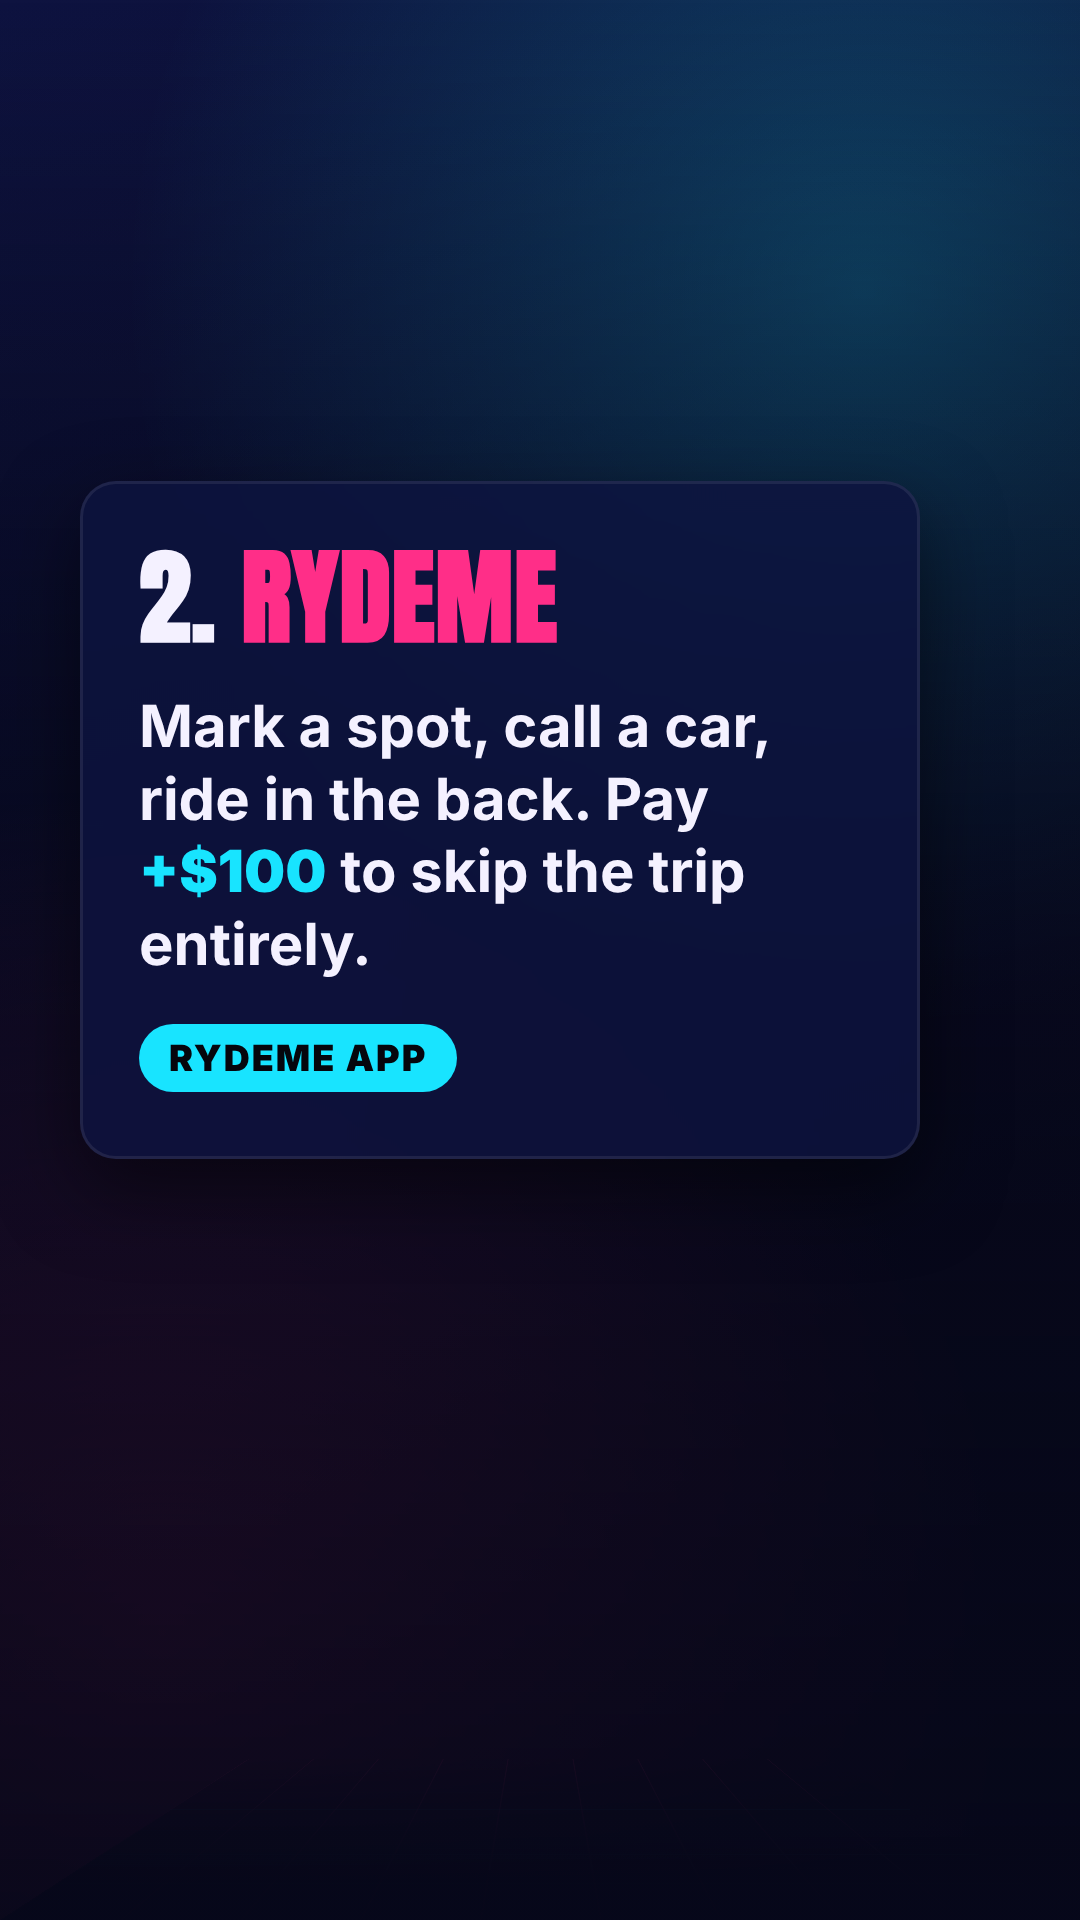 2. RYDEME
Mark a spot, call a car,
ride in the back. Pay
+$100 to skip the trip
entirely.
RYDEME APP